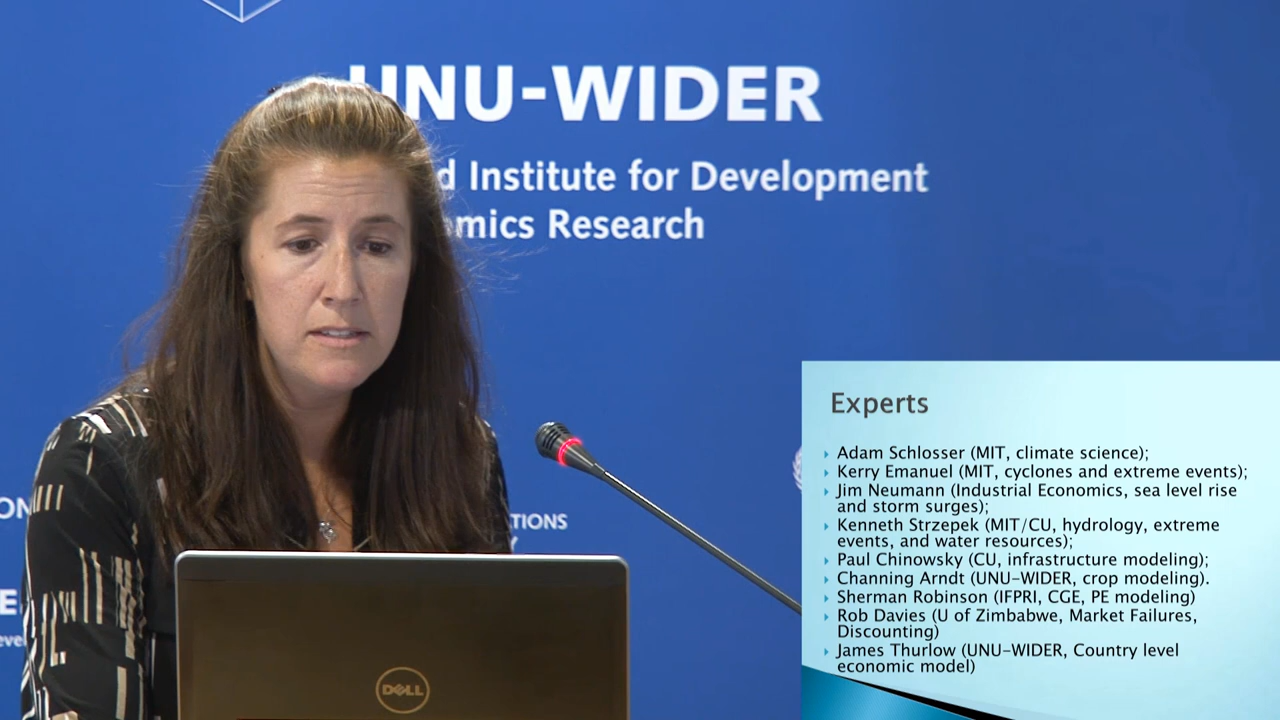 UNU-WIDER
d Institute for Development
omics Research
TIONS
DELL
Experts
Adam Schlosser (MIT, climate science);
Kerry Emanuel (MIT, cyclones and extreme events);
Jim Neumann (Industrial Economics, sea level rise
and storm surges);
Kenneth Strzepek (MIT/CU, hydrology, extreme
events, and water resources);
Paul Chinowsky (CU, infrastructure modeling);
Channing Arndt (UNU-WIDER, crop modeling).
Sherman Robinson (IFPRI, CGE, PE modeling)
Rob Davies (U of Zimbabwe, Market Failures,
Discounting)
James Thurlow (UNU-WIDER, Country level
economic model)